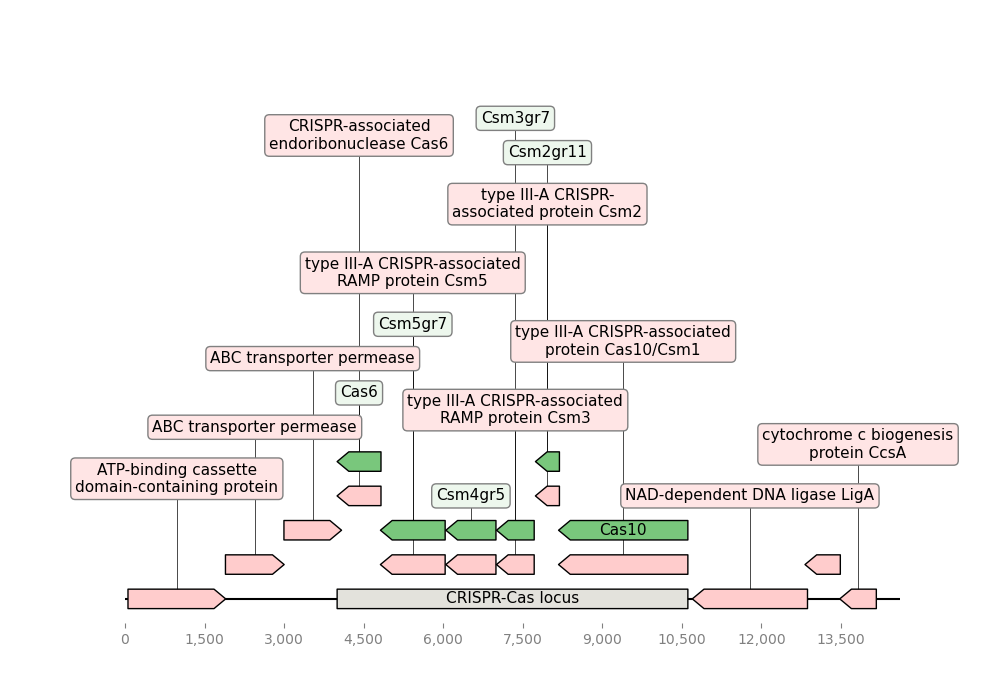 Csm3gr7
CRISPR-associated
endoribonuclease Cas6
Csm2gr11
type III-A CRISPR-
associated protein Csm2
type III-A CRISPR-associated
RAMP protein Csm5
Csm5gr7
type III-A CRISPR-associated
protein Cas10/Csm1
ABC transporter permease
Cas6
type III-A CRISPR-associated
RAMP protein Csm3
ABC transporter permease
cytochrome c biogenesis
protein CcsA
ATP-binding cassette
domain-containing protein
Csm4gr5
NAD-dependent DNA ligase LigA
Cas10
CRISPR-Cas locus
0 1,500 3,000 4,500 6,000 7,500 9,000 10,500 12,000 13,500